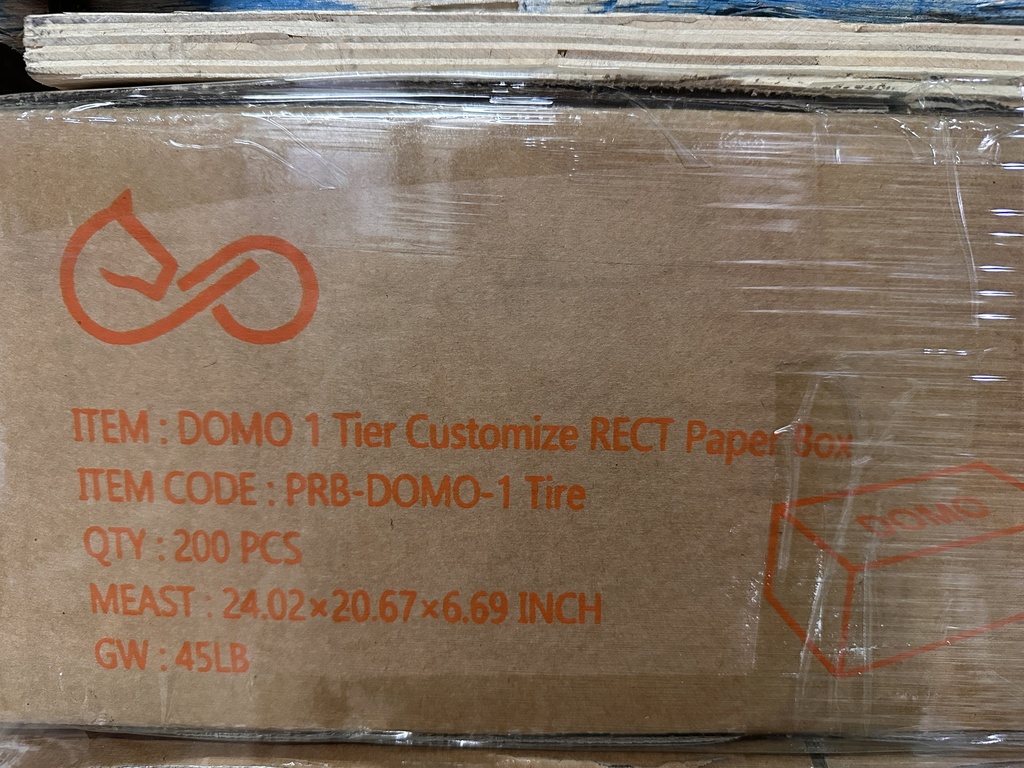 ITEM : DOMO 1 Tier Customize RECT Paper Box
ITEM CODE : PRB-DOMO-1 Tire
QTY : 200 PCS
MEAST : 24.02×20.67×6.69 INCH
GW : 45LB
DOMO